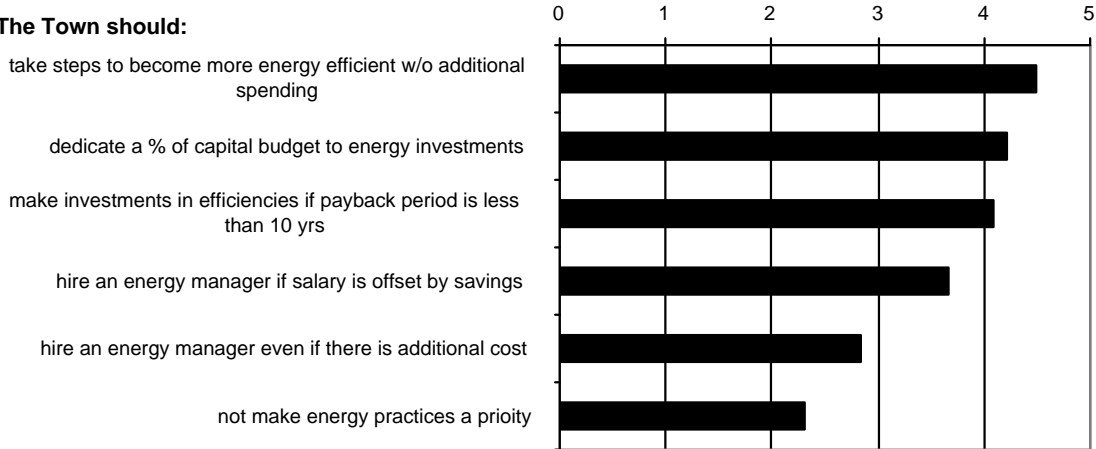 The Town should:
0 1 2 3 4 5
take steps to become more energy efficient w/o additional
spending
dedicate a % of capital budget to energy investments
make investments in efficiencies if payback period is less
than 10 yrs
hire an energy manager if salary is offset by savings
hire an energy manager even if there is additional cost
not make energy practices a prioity